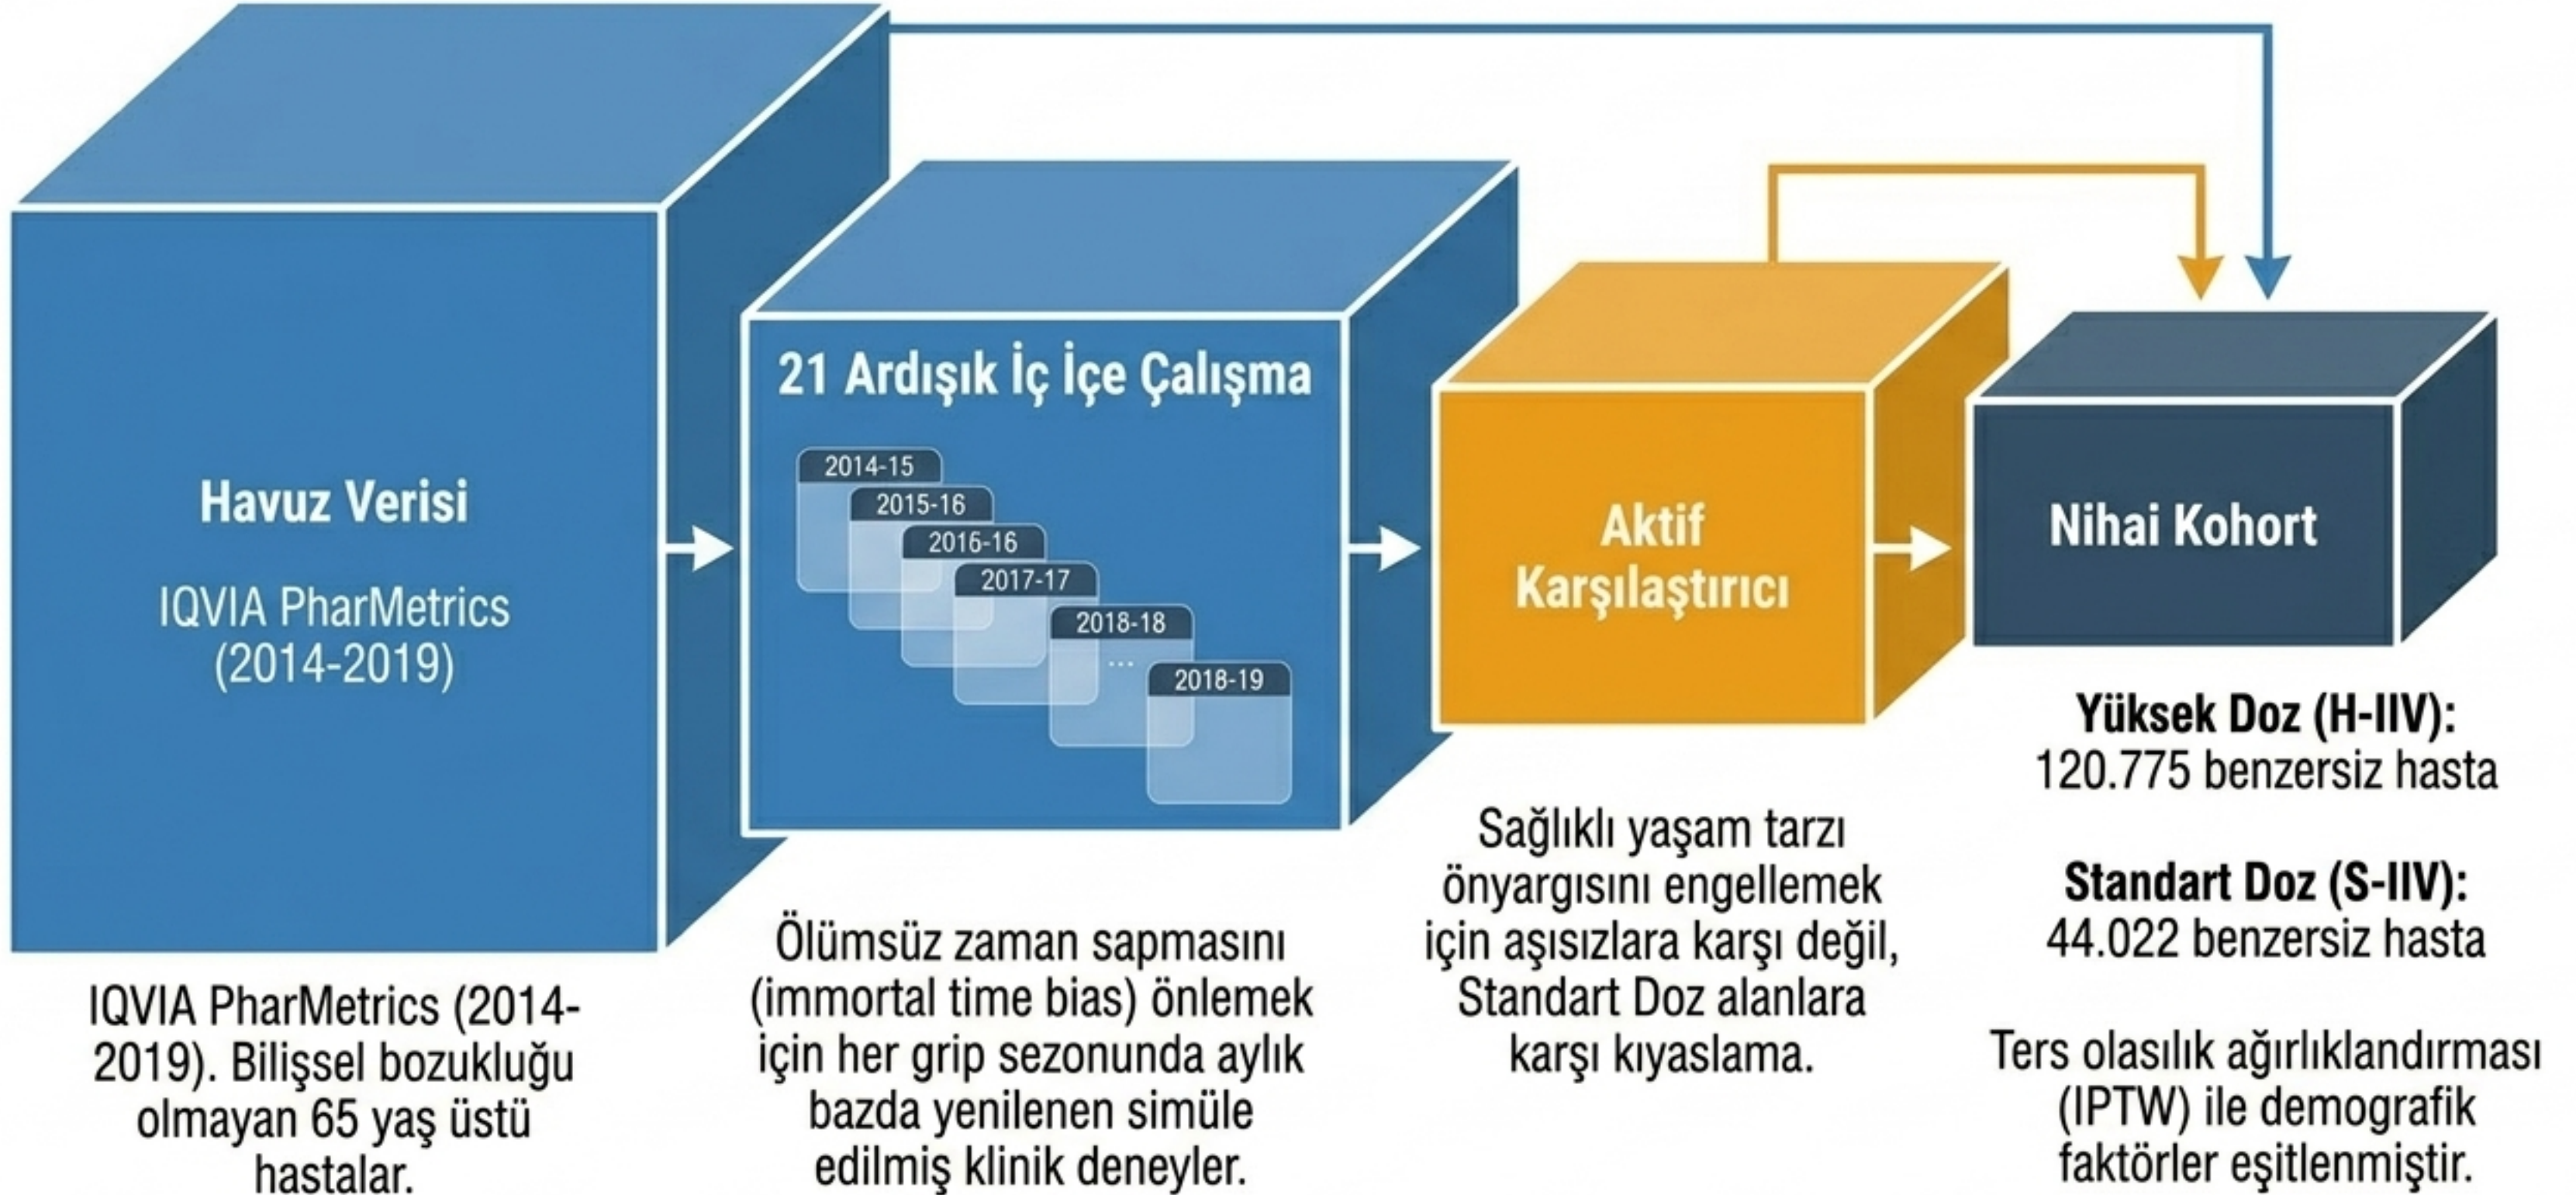 Havuz Verisi
IQVIA PharMetrics
(2014-2019)
IQVIA PharMetrics (2014-
2019). Bilişsel bozukluğu
olmayan 65 yaş üstü
hastalar.
21 Ardışık İç İçe Çalışma
2014-15
2015-16
2016-16
2017-17
2018-18
...
2018-19
Ölümsüz zaman sapmasını
(immortal time bias) önlemek
için her grip sezonunda aylık
bazda yenilenen simüle
edilmiş klinik deneyler.
Aktif
Karşılaştırıcı
Sağlıklı yaşam tarzı
önyargısını engellemek
için aşısızlara karşı değil,
Standart Doz alanlara
karşı kıyaslama.
Nihai Kohort
Yüksek Doz (H-IIV):
120.775 benzersiz hasta
Standart Doz (S-IIV):
44.022 benzersiz hasta
Ters olasılık ağırlıklandırması
(IPTW) ile demografik
faktörler eşitlenmiştir.